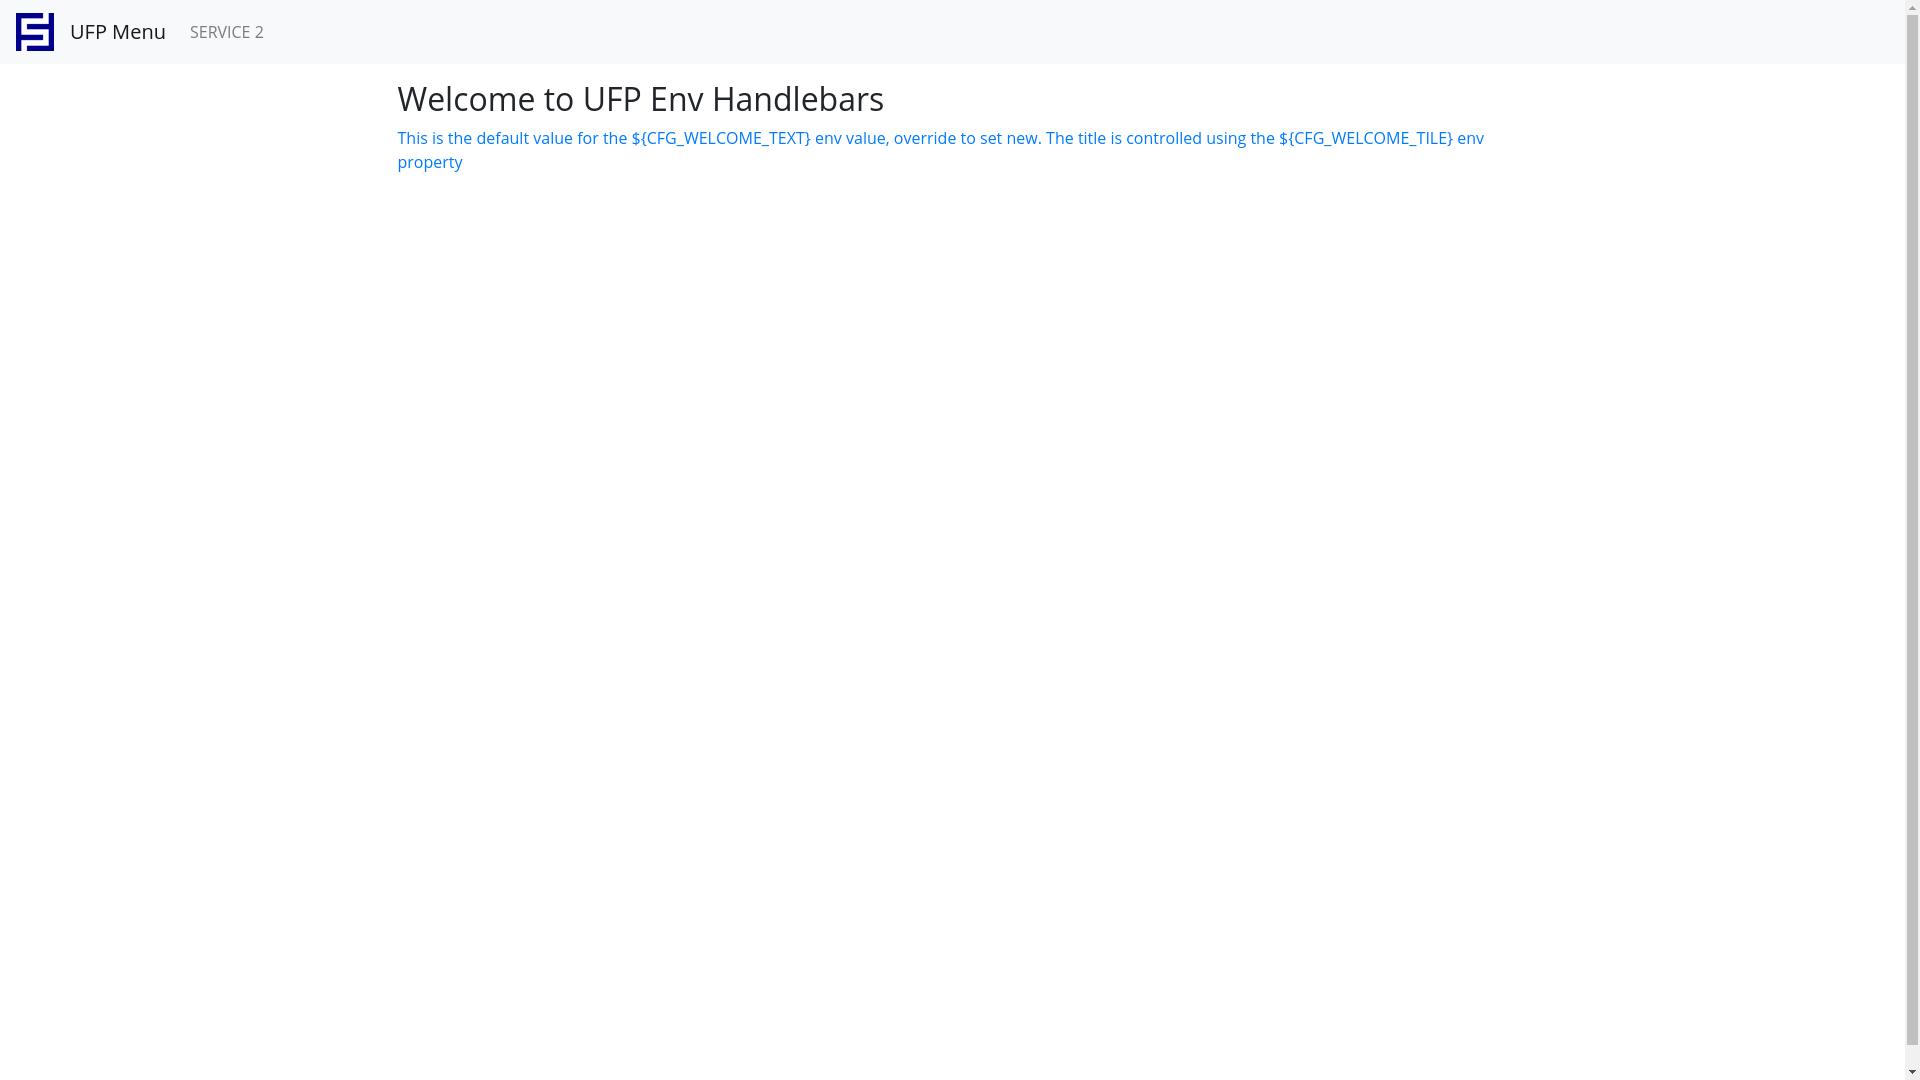 UFP Menu SERVICE 2
Welcome to UFP Env Handlebars
This is the default value for the ${CFG_WELCOME_TEXT} env value, override to set new. The title is controlled using the ${CFG_WELCOME_TILE} env
property